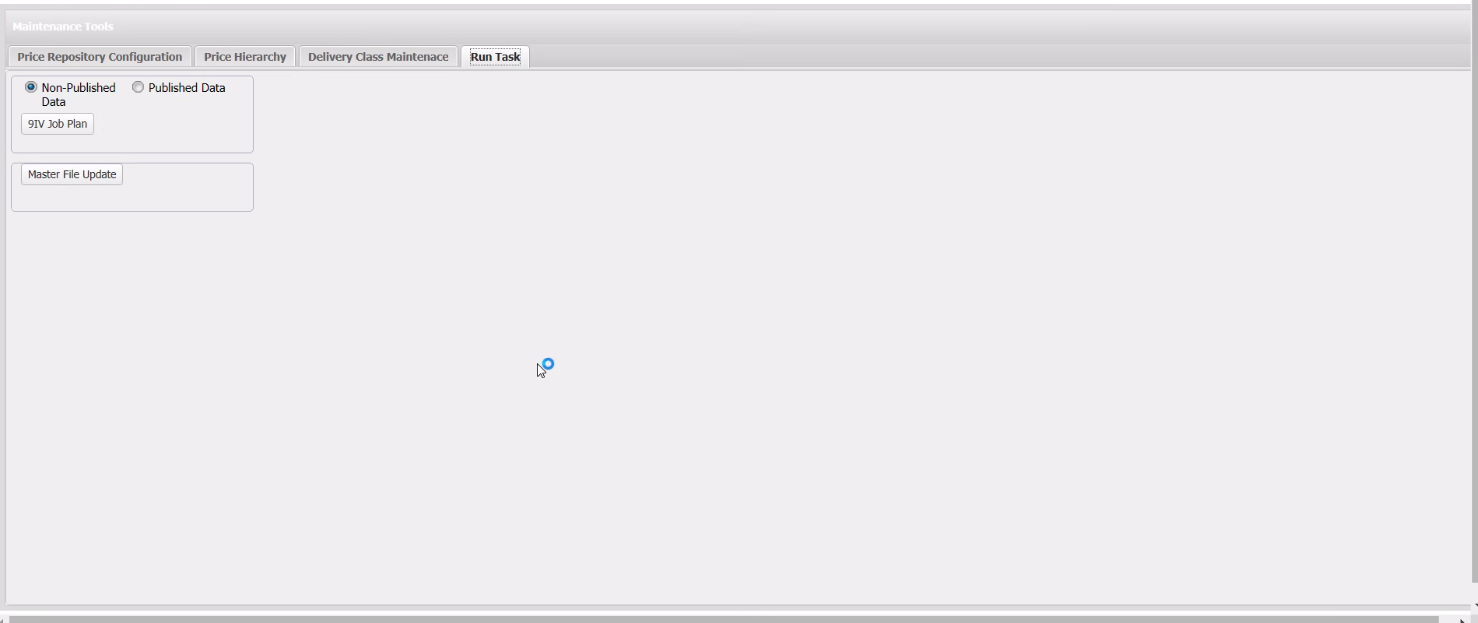 Maintenance Tools
Price Repository Configuration Price Hierarchy Delivery Class Maintenace Run Task
Non-Published Data Published Data
9IV Job Plan
Master File Update